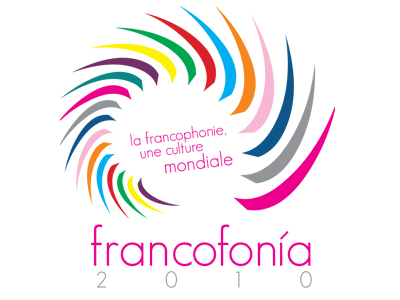 la francophonie,
une culture
mondiale
francofonía
2010